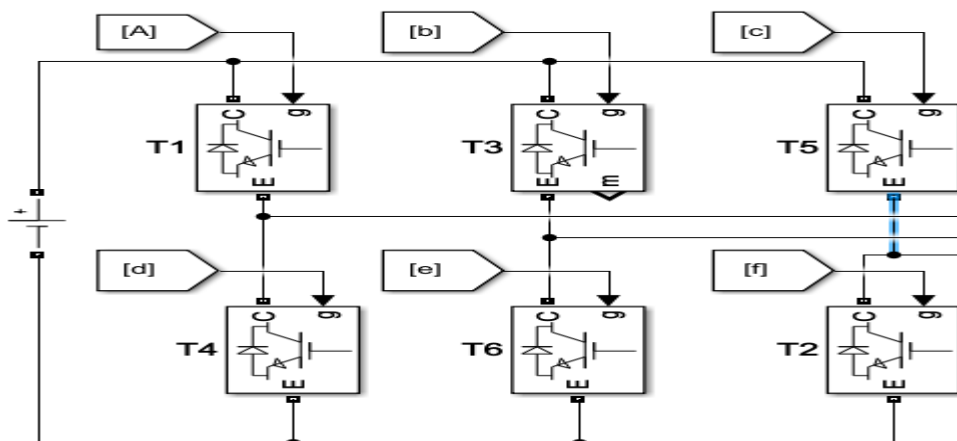 [A] [b] [c]
C g C g C g
T1 T3 T5
E E m E
+
[d] [e] [f]
C g C g C g
T4 T6 T2
E E E